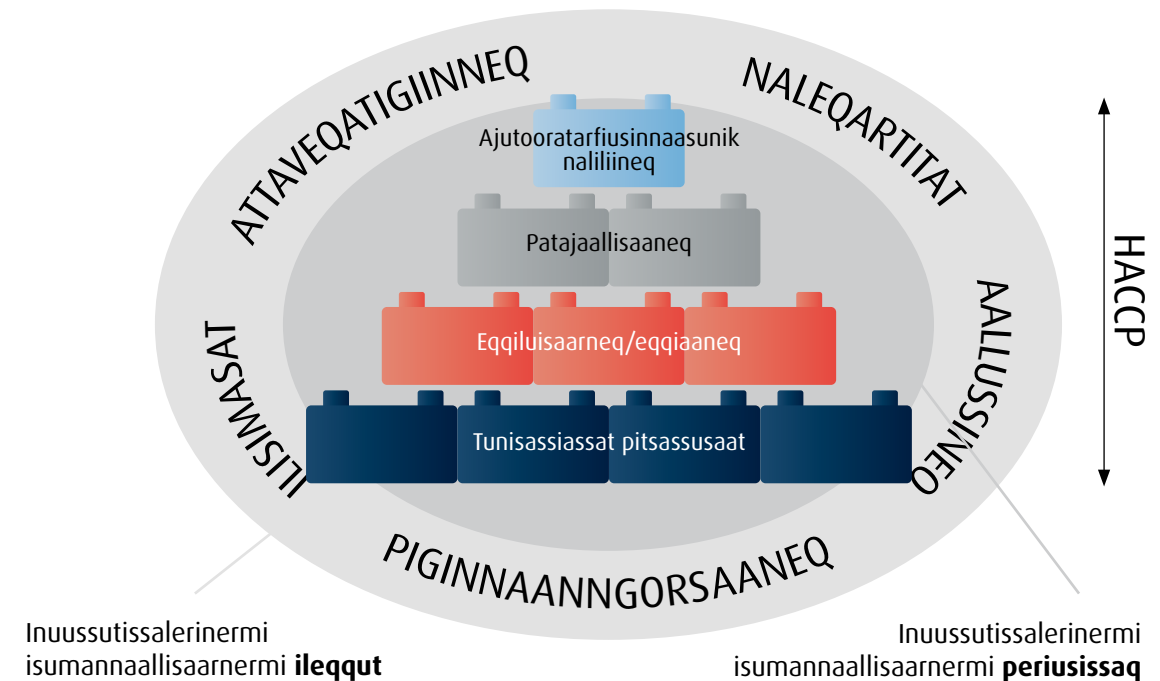 ATTAVEQATIGIINNEQ
NALEQARTITAT
Ajutooratarfiusinnaasunik
naliliineq
Patajaallisaaneq
HACCP
Eqqiluisaarneq/eqqiaaneq
ILISIMASAT
AALLUSSINEQ
Tunisassiassat pitsassusaat
PIGINNAANNGORSAANEQ
Inuussutissalerinermi
isumannaallisaarnermi ileqqut
Inuussutissalerinermi
isumannaallisaarnermi periusissaq